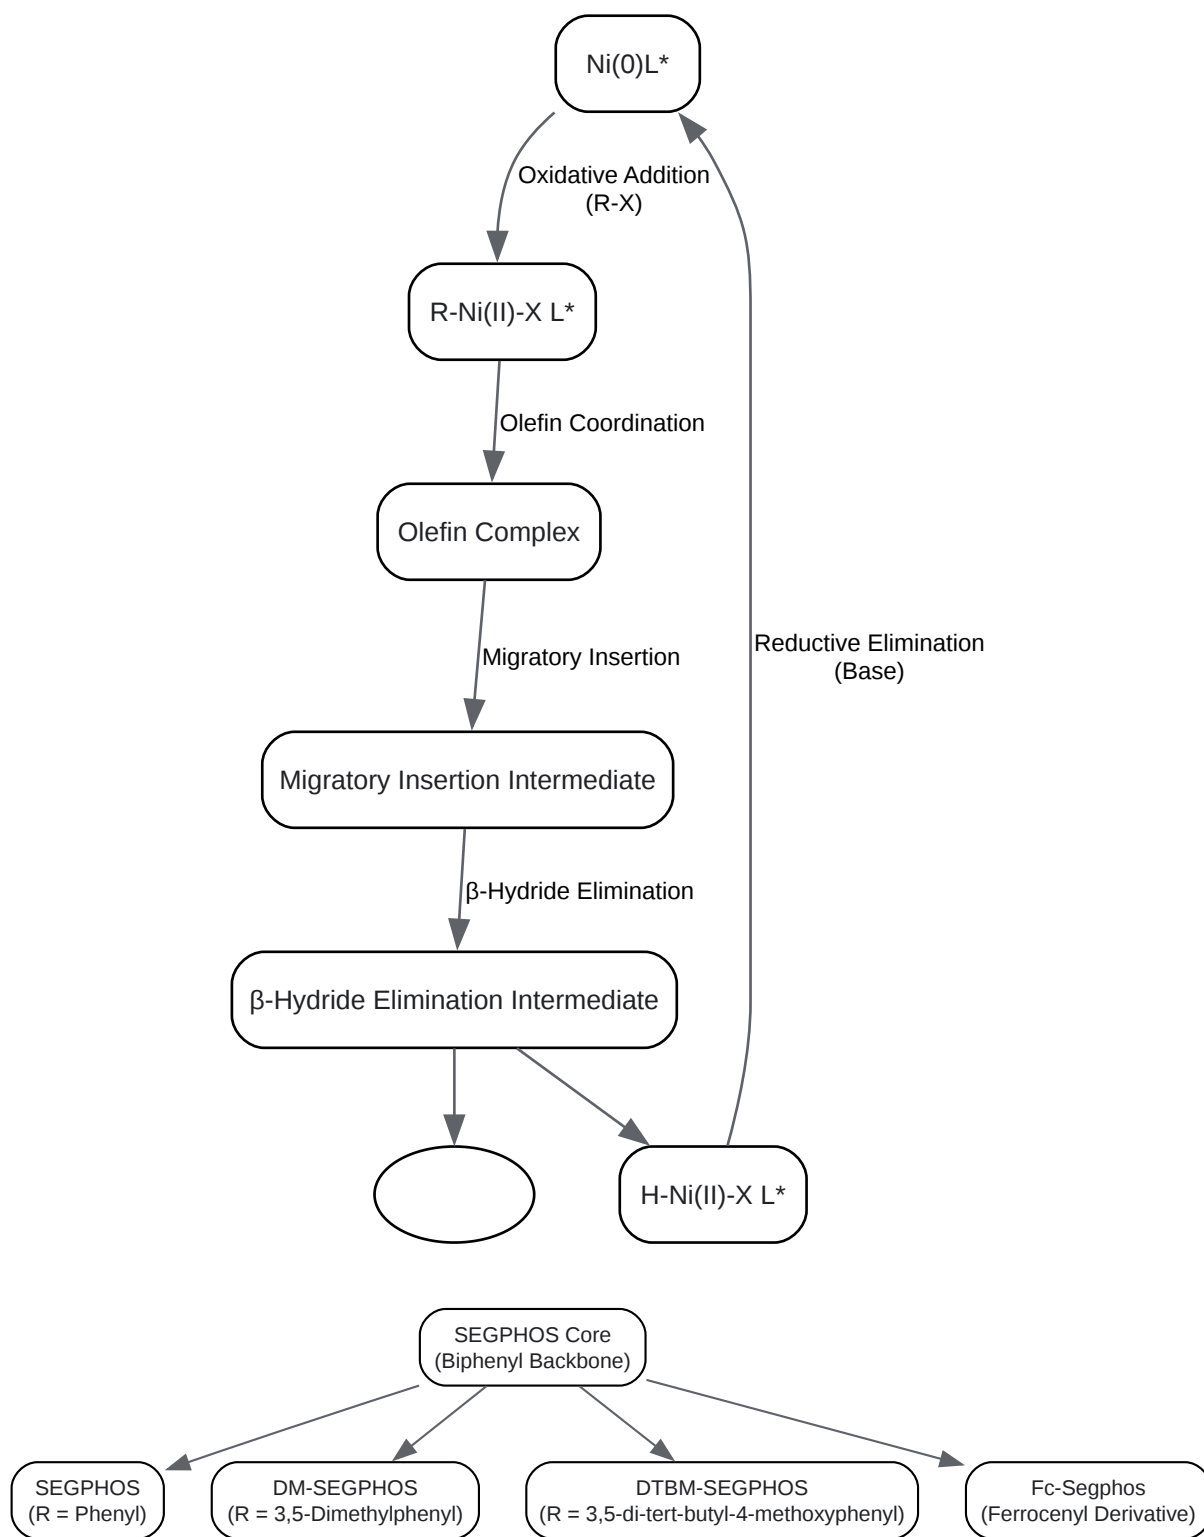 Ni(0)L*
Oxidative Addition
(R-X)
R-Ni(II)-X L*
Olefin Coordination
Olefin Complex
Migratory Insertion
Reductive Elimination
(Base)
Migratory Insertion Intermediate
β-Hydride Elimination
β-Hydride Elimination Intermediate
H-Ni(II)-X L*
SEGPHOS Core
(Biphenyl Backbone)
SEGPHOS
(R = Phenyl)
DM-SEGPHOS
(R = 3,5-Dimethylphenyl)
DTBM-SEGPHOS
(R = 3,5-di-tert-butyl-4-methoxyphenyl)
Fc-Segphos
(Ferrocenyl Derivative)